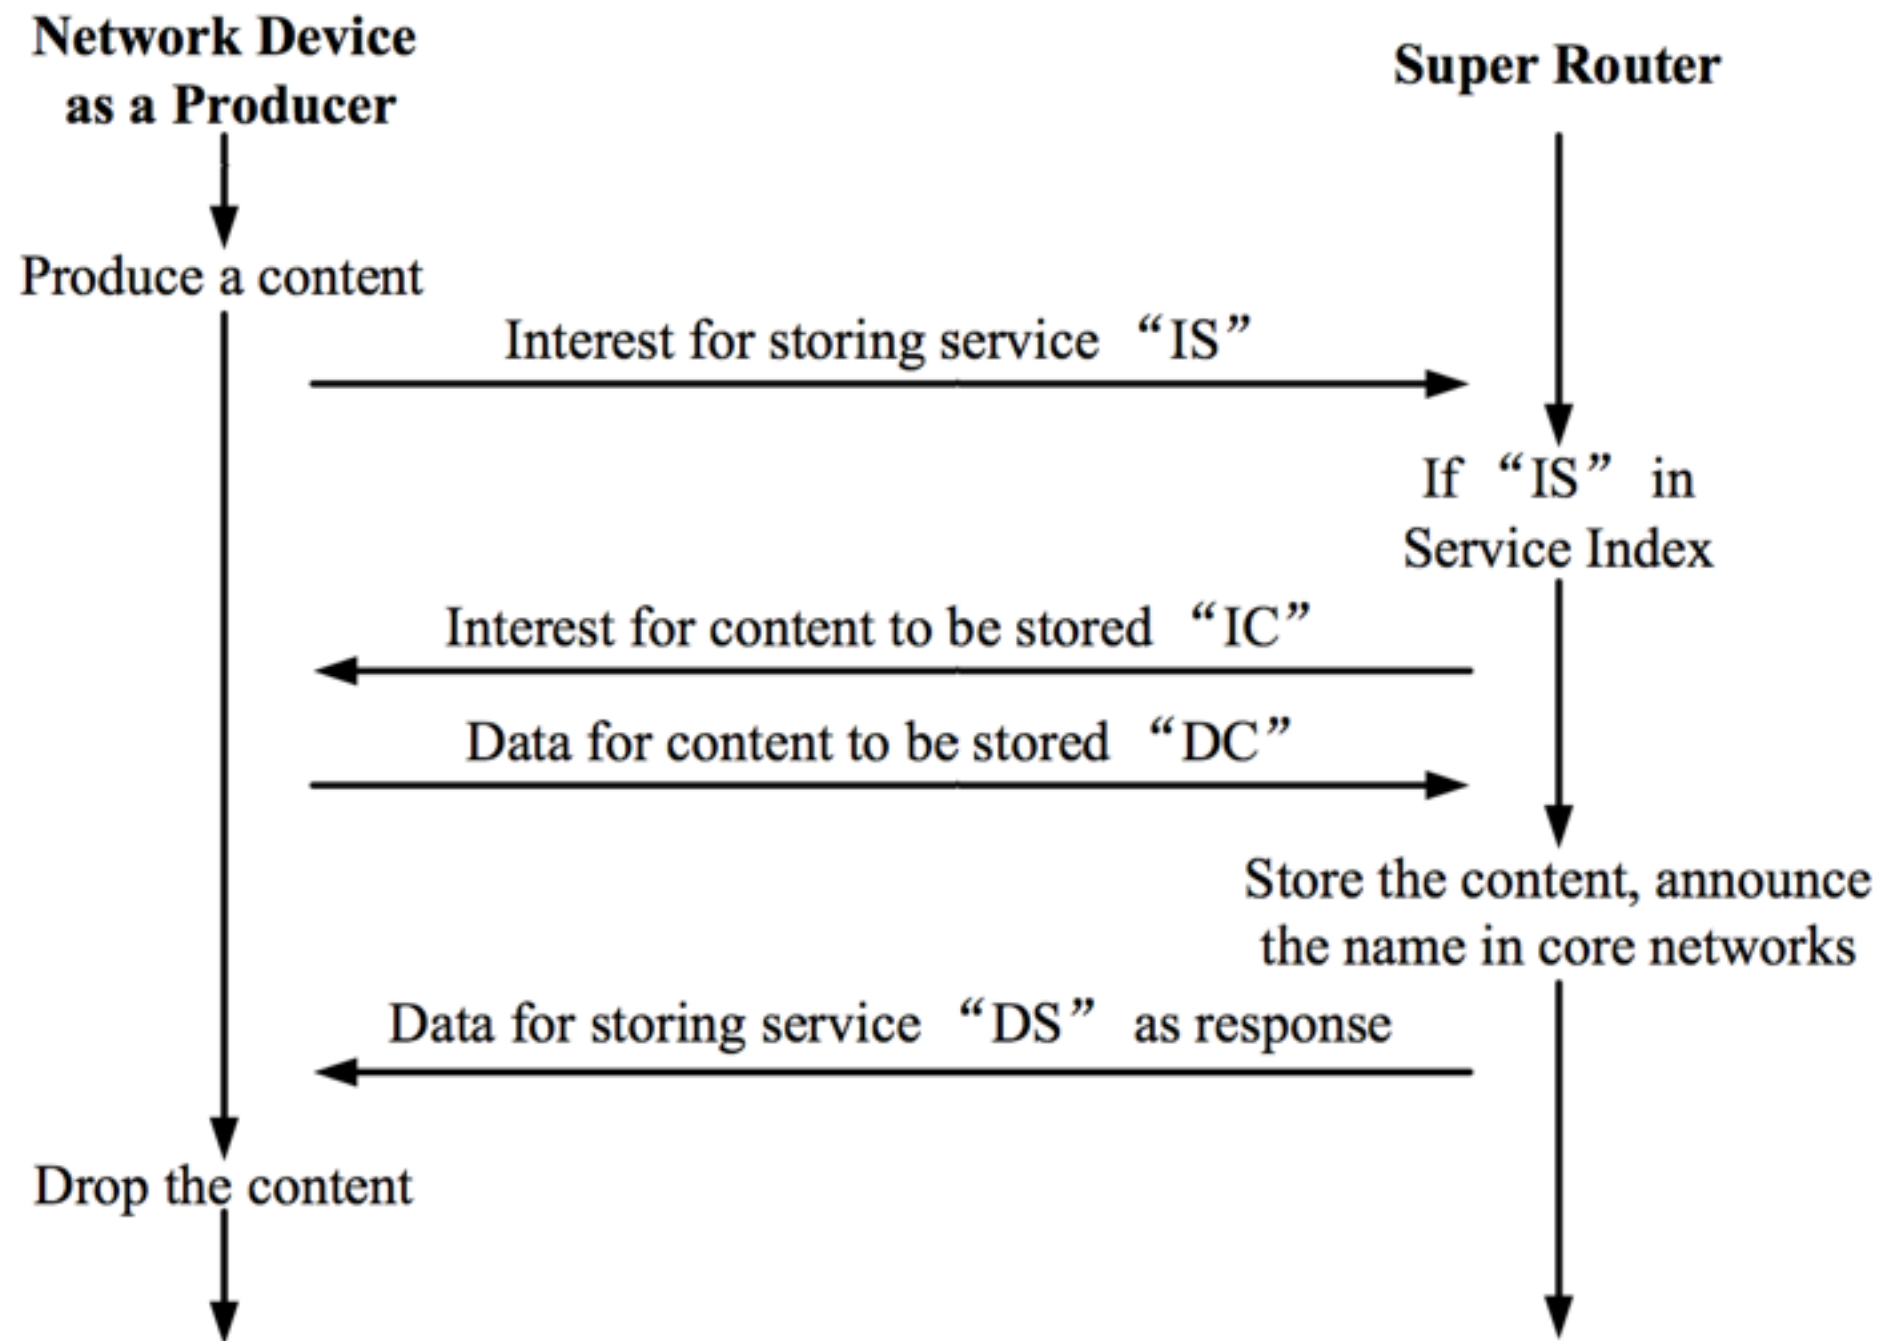 Network Device
as a Producer
Super Router
Produce a content
Interest for storing service “IS”
If “IS” in
Service Index
Interest for content to be stored “IC”
Data for content to be stored “DC”
Store the content, announce
the name in core networks
Data for storing service “DS” as response
Drop the content